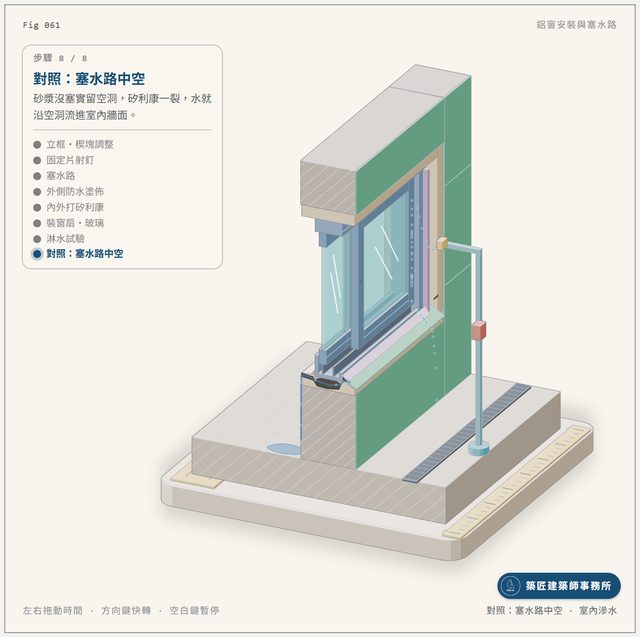 Fig 061
鋁窗安裝與塞水路
步驟 8 / 8
對照：塞水路中空
砂漿沒塞實留空洞，矽利康一裂，水就
沿空洞流進室內牆面。
立框・楔塊調整
固定片射釘
塞水路
外側防水塗佈
內外打矽利康
裝窗扇・玻璃
淋水試驗
對照：塞水路中空
築匠建築師事務所
左右拖動時間 · 方向鍵快轉 · 空白鍵暫停
對照：塞水路中空 · 室內滲水